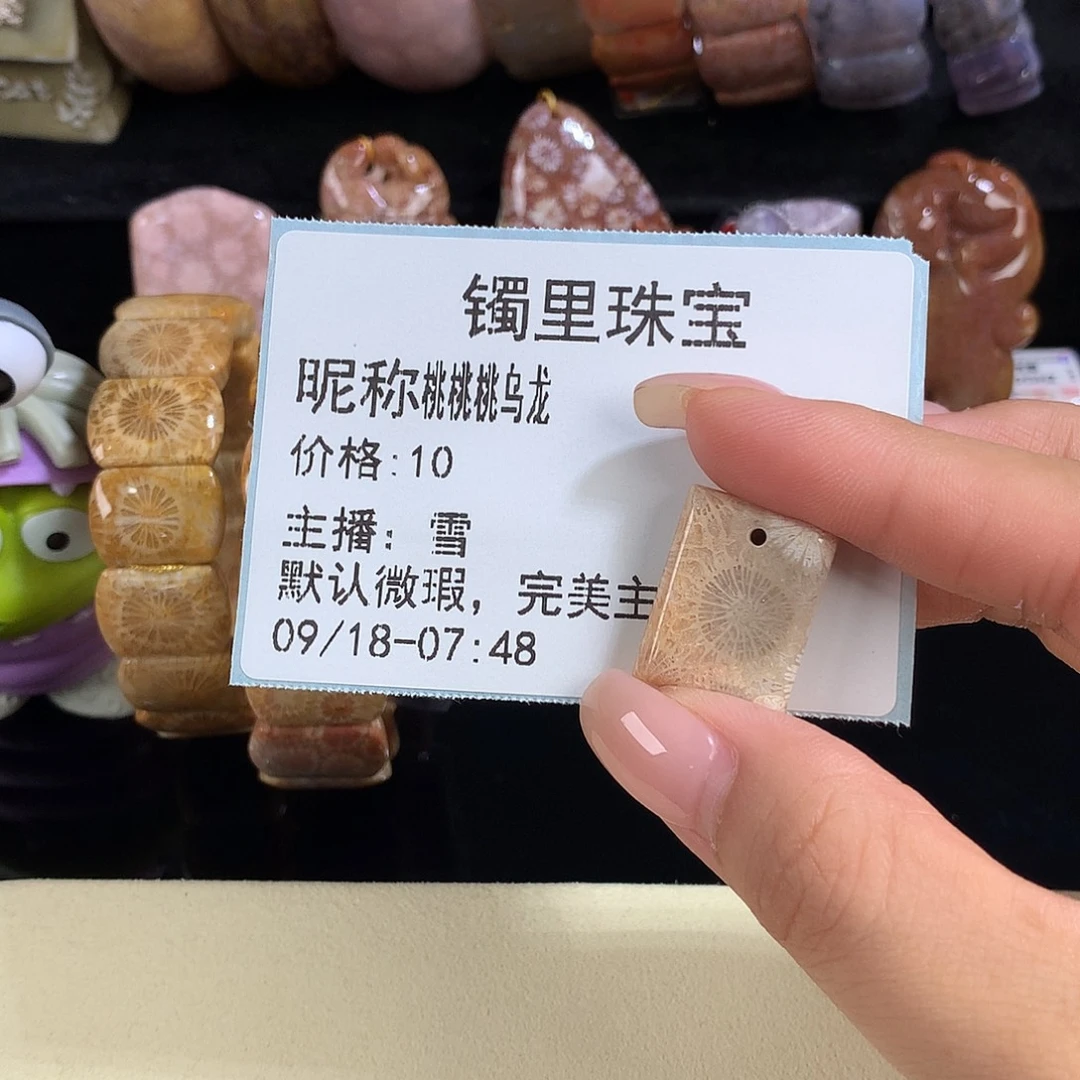 镯里珠宝
昵称桃桃桃乌龙
价格:10
主播: 雪
默认微瑕, 完美主
09/18-07:48
cat